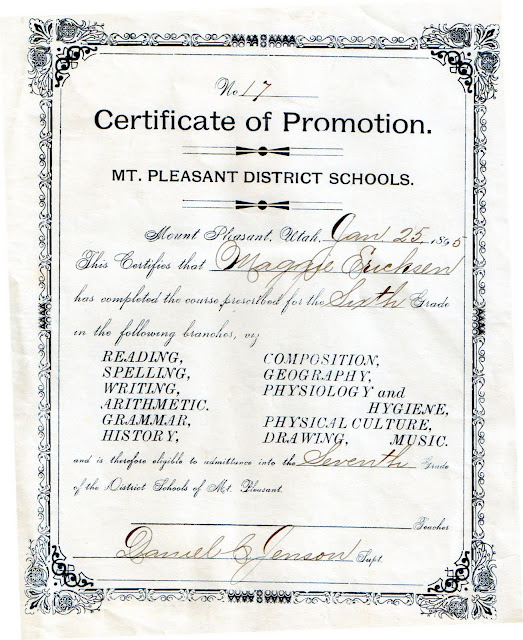 No 17
Certificate of Promotion.
MT. PLEASANT DISTRICT SCHOOLS.
Mount Pleasant, Utah, Jan. 25, 1895
This Certifies that Maggie Ericksen
has completed the course prescribed for the Sixth Grade
in the following branches, viz
READING, COMPOSITION,
SPELLING, GEOGRAPHY,
WRITING, PHYSIOLOGY and
ARITHMETIC. HYGIENE,
GRAMMAR, PHYSICAL CULTURE,
HISTORY, DRAWING, MUSIC.
and is therefore eligible to admittance into the Seventh Grade
of the District Schools of Mt. Pleasant.
Teacher
Daniel C Jenson Supt.